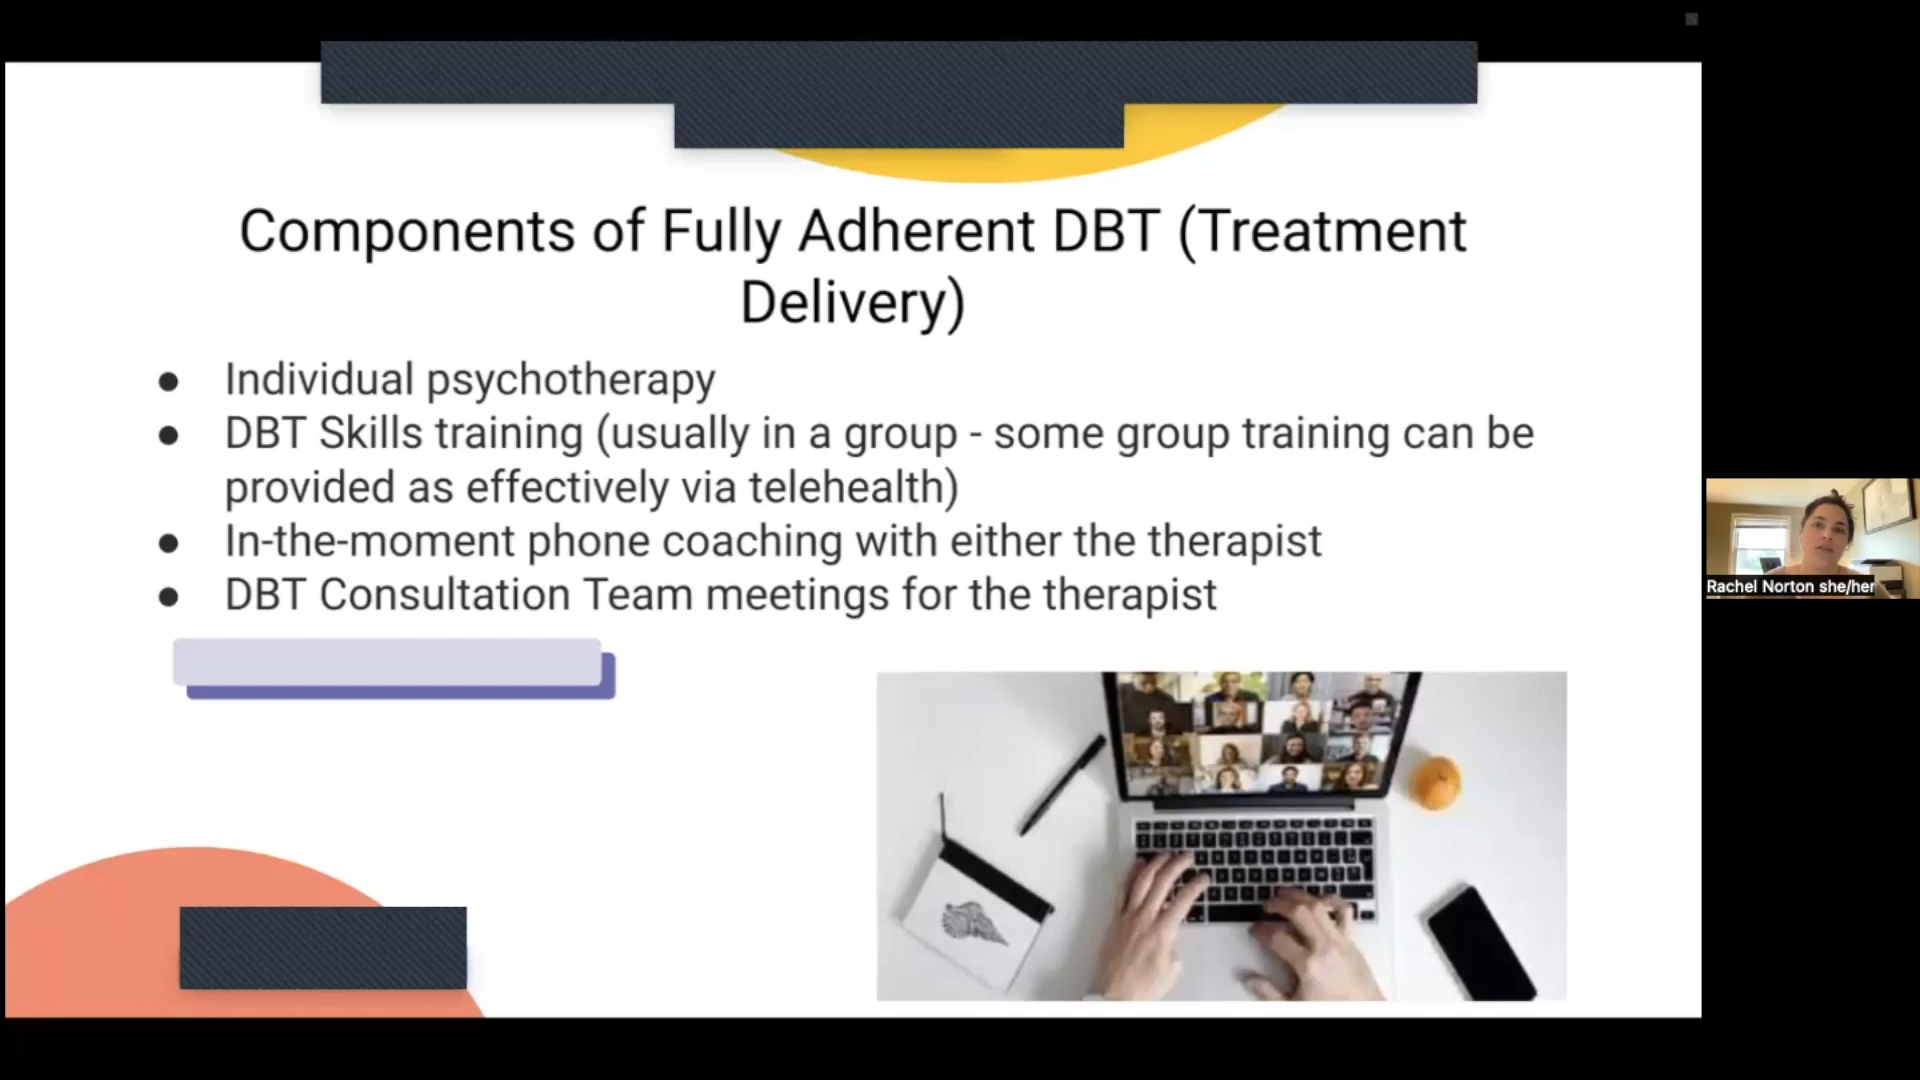 Components of Fully Adherent DBT (Treatment
Delivery)
● Individual psychotherapy
● DBT Skills training (usually in a group - some group training can be
provided as effectively via telehealth)
● In-the-moment phone coaching with either the therapist
● DBT Consultation Team meetings for the therapist
Rachel Norton she/her